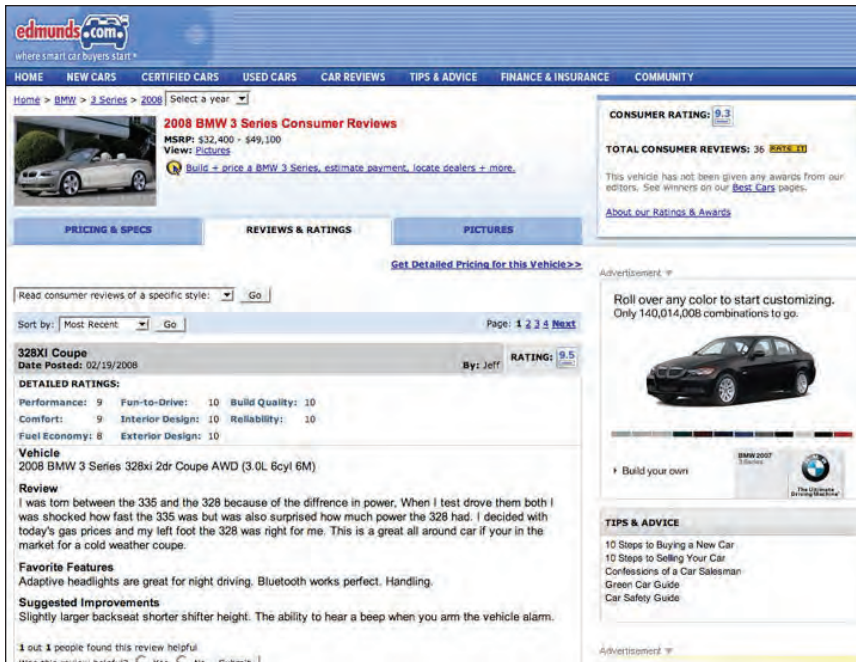 edmunds.com
where smart car buyers start
HOME NEW CARS CERTIFIED CARS USED CARS CAR REVIEWS TIPS & ADVICE FINANCE & INSURANCE COMMUNITY
Home > BMW > 3 Series > 2008 Select a year
2008 BMW 3 Series Consumer Reviews
MSRP: $32,400 - $49,100
View: Pictures
Build + price a BMW 3 Series, estimate payment, locate dealers + more.
CONSUMER RATING: 9.3
TOTAL CONSUMER REVIEWS: 36 RATE IT
This vehicle has not been given any awards from our
editors. See winners on our Best Cars pages.
About our Ratings & Awards
PRICING & SPECS REVIEWS & RATINGS PICTURES
Get Detailed Pricing for this Vehicle>>
Read consumer reviews of a specific style: Go
Sort by: Most Recent Go Page: 1 2 3 4 Next
328XI Coupe
Date Posted: 02/19/2008 By: Jeff RATING: 9.5
DETAILED RATINGS:
Performance: 9 Fun-to-Drive: 10 Build Quality: 10
Comfort: 9 Interior Design: 10 Reliability: 10
Fuel Economy: 8 Exterior Design: 10
Vehicle
2008 BMW 3 Series 328xi 2dr Coupe AWD (3.0L 6cyl 6M)
Review
I was torn between the 335 and the 328 because of the diffrence in power, When I test drove them both I
was shocked how fast the 335 was but was also surprised how much power the 328 had. I decided with
today's gas prices and my left foot the 328 was right for me. This is a great all around car if your in the
market for a cold weather coupe.
Favorite Features
Adaptive headlights are great for night driving. Bluetooth works perfect. Handling.
Suggested Improvements
Slightly larger backseat shorter shifter height. The ability to hear a beep when you arm the vehicle alarm.
1 out 1 people found this review helpful
Was this review helpful? Yes No Submit
Advertisement
Roll over any color to start customizing.
Only 140,014,008 combinations to go.
Build your own
BMW 2007
3 Series
The Ultimate
Driving Machine
TIPS & ADVICE
10 Steps to Buying a New Car
10 Steps to Selling Your Car
Confessions of a Car Salesman
Green Car Guide
Car Safety Guide
Advertisement